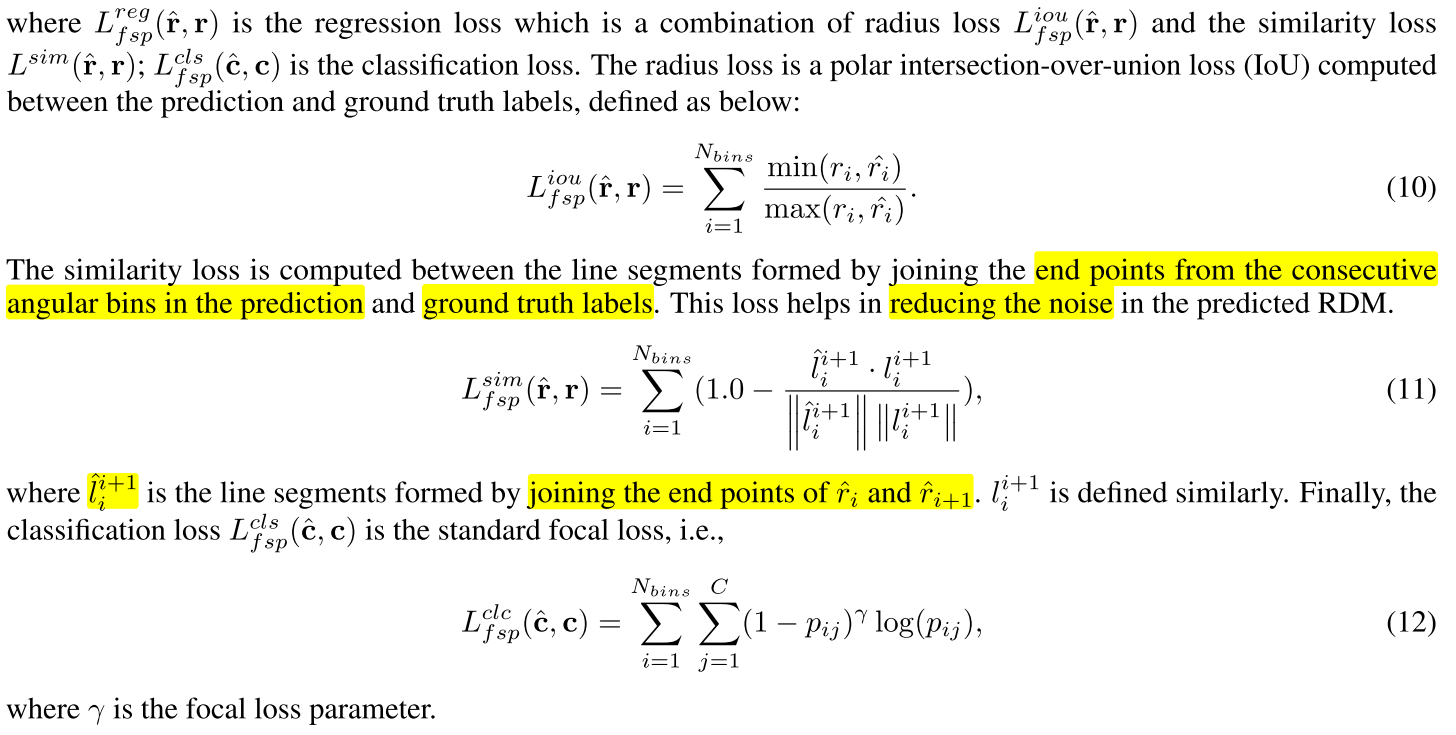 where $L_{fsp}^{reg}(\hat{\mathbf{r}}, \mathbf{r})$ is the regression loss which is a combination of radius loss $L_{fsp}^{iou}(\hat{\mathbf{r}}, \mathbf{r})$ and the similarity loss
$L^{sim}(\hat{\mathbf{r}}, \mathbf{r})$; $L_{fsp}^{cls}(\hat{\mathbf{c}}, \mathbf{c})$ is the classification loss. The radius loss is a polar intersection-over-union loss (IoU) computed
between the prediction and ground truth labels, defined as below:
$L_{fsp}^{iou}(\hat{\mathbf{r}}, \mathbf{r}) = \sum_{i=1}^{N_{bins}} \frac{\min(r_i, \hat{r_i})}{\max(r_i, \hat{r_i})}.$ (10)
The similarity loss is computed between the line segments formed by joining the end points from the consecutive
angular bins in the prediction and ground truth labels. This loss helps in reducing the noise in the predicted RDM.
$L_{fsp}^{sim}(\hat{\mathbf{r}}, \mathbf{r}) = \sum_{i=1}^{N_{bins}} (1.0 - \frac{\hat{l}_i^{i+1} \cdot l_i^{i+1}}{\left\| \hat{l}_i^{i+1} \right\| \left\| l_i^{i+1} \right\|}),$ (11)
where $\hat{l}_i^{i+1}$ is the line segments formed by joining the end points of $\hat{r}_i$ and $\hat{r}_{i+1}$. $l_i^{i+1}$ is defined similarly. Finally, the
classification loss $L_{fsp}^{cls}(\hat{\mathbf{c}}, \mathbf{c})$ is the standard focal loss, i.e.,
$L_{fsp}^{clc}(\hat{\mathbf{c}}, \mathbf{c}) = \sum_{i=1}^{N_{bins}} \sum_{j=1}^{C} (1 - p_{ij})^{\gamma} \log(p_{ij}),$ (12)
where $\gamma$ is the focal loss parameter.